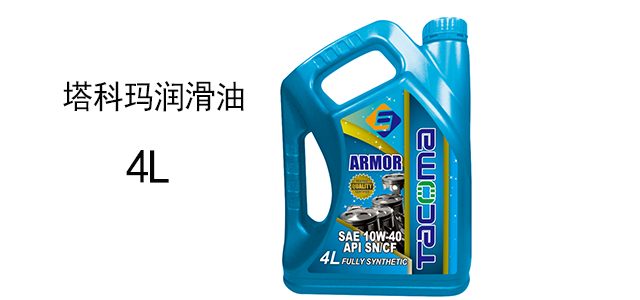 塔科玛润滑油
4L
ARMOR
QUALITY
SAE 10W-40
API SN/CF
4L FULLY SYNTHETIC
Tacoma